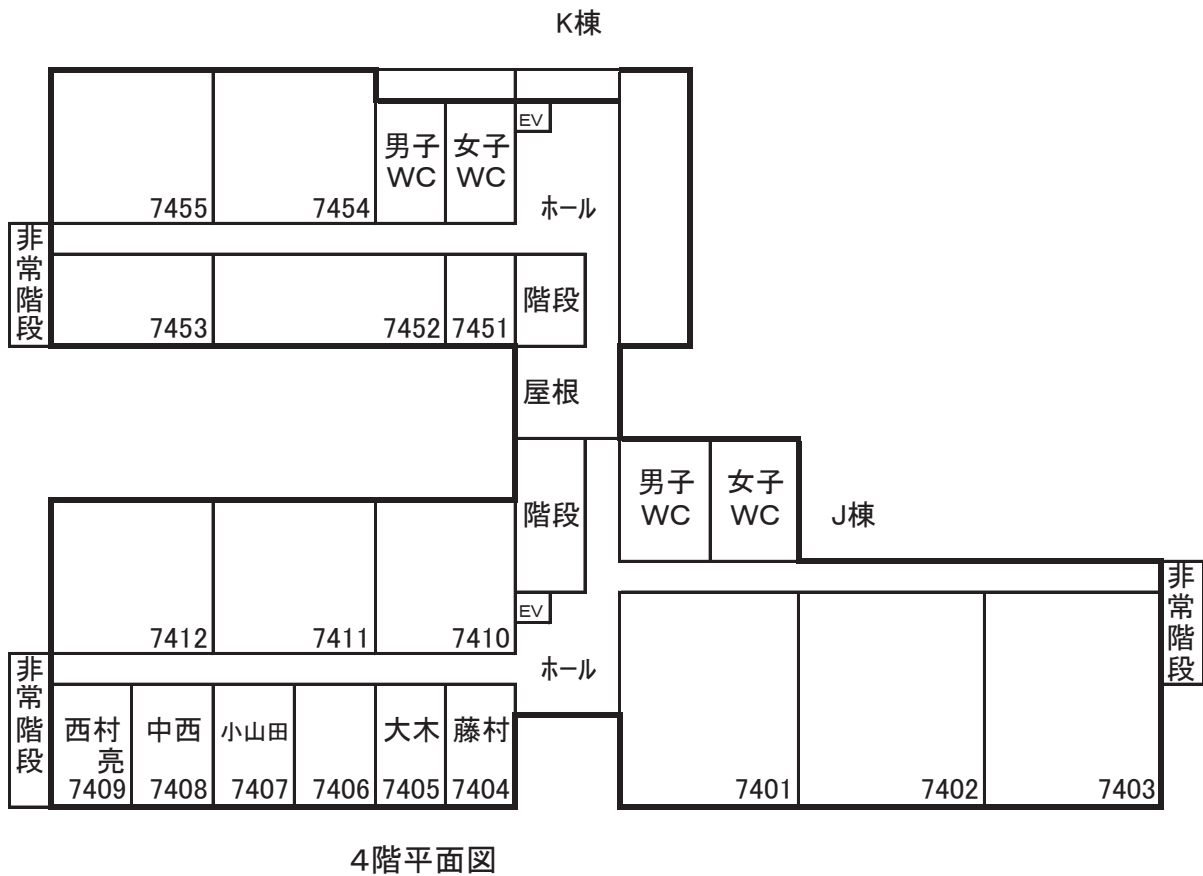 K棟
EV
男子
WC
女子
WC
7455
7454
ホール
非常階段
階段
7453
7452
7451
屋根
階段
男子
WC
女子
WC
J棟
非常階段
EV
7412
7411
7410
ホール
非常階段
西村
亮
7409
中西
7408
小山田
7407
7406
大木
7405
藤村
7404
7401
7402
7403
4階平面図